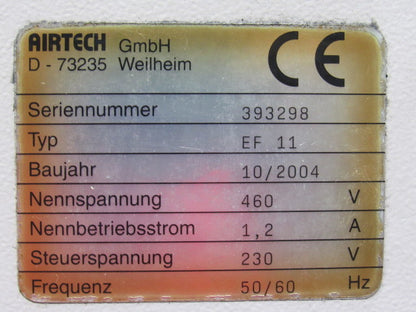 AIRTECH GmbH
D - 73235 Weilheim
CE
Seriennummer 393298
Typ EF 11
Baujahr 10/2004
Nennspannung 460 V
Nennbetriebsstrom 1,2 A
Steuerspannung 230 V
Frequenz 50/60 Hz